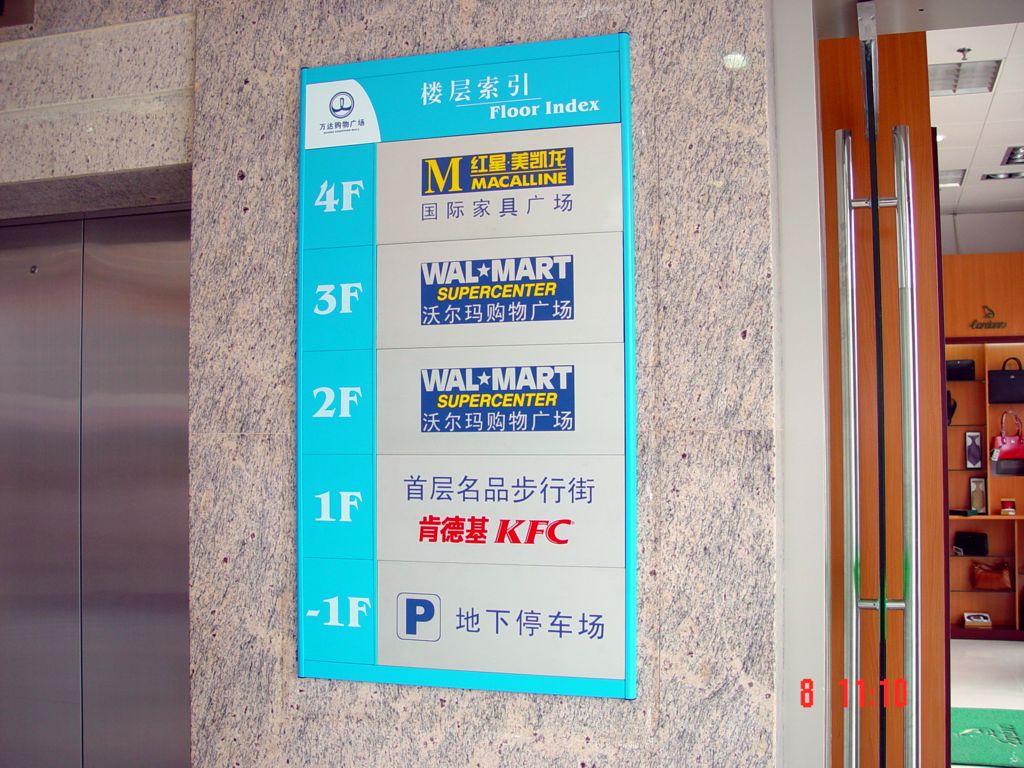 楼层索引
Floor Index
万达购物广场
4F
M 红星·美凯龙
MACALLINE
国际家具广场
3F
WAL★MART
SUPERCENTER
沃尔玛购物广场
2F
WAL★MART
SUPERCENTER
沃尔玛购物广场
1F
首层名品步行街
肯德基 KFC
-1F
P 地下停车场
8 11.10